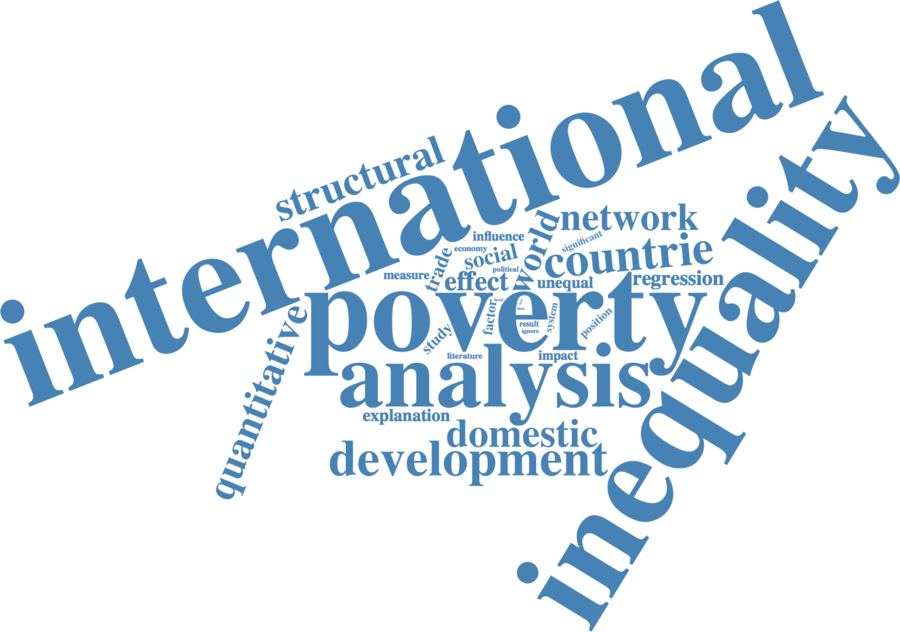 international
structural
inequality
network
world
influence
significant
economy
social
countrie
trade
political
measure
effect
unequal
regression
poverty
quantitative
factor
system
position
result
ignore
study
literature
impact
analysis
explanation
domestic
development